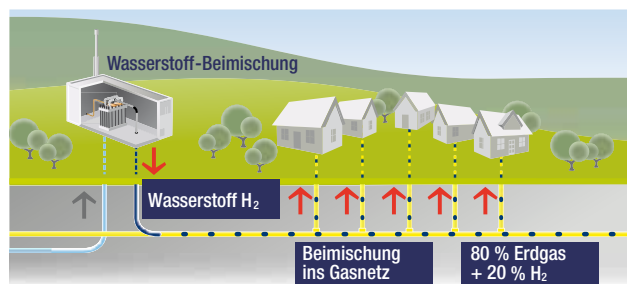 Wasserstoff-Beimischung
Wasserstoff H₂
Beimischung
ins Gasnetz
80 % Erdgas
+ 20 % H₂